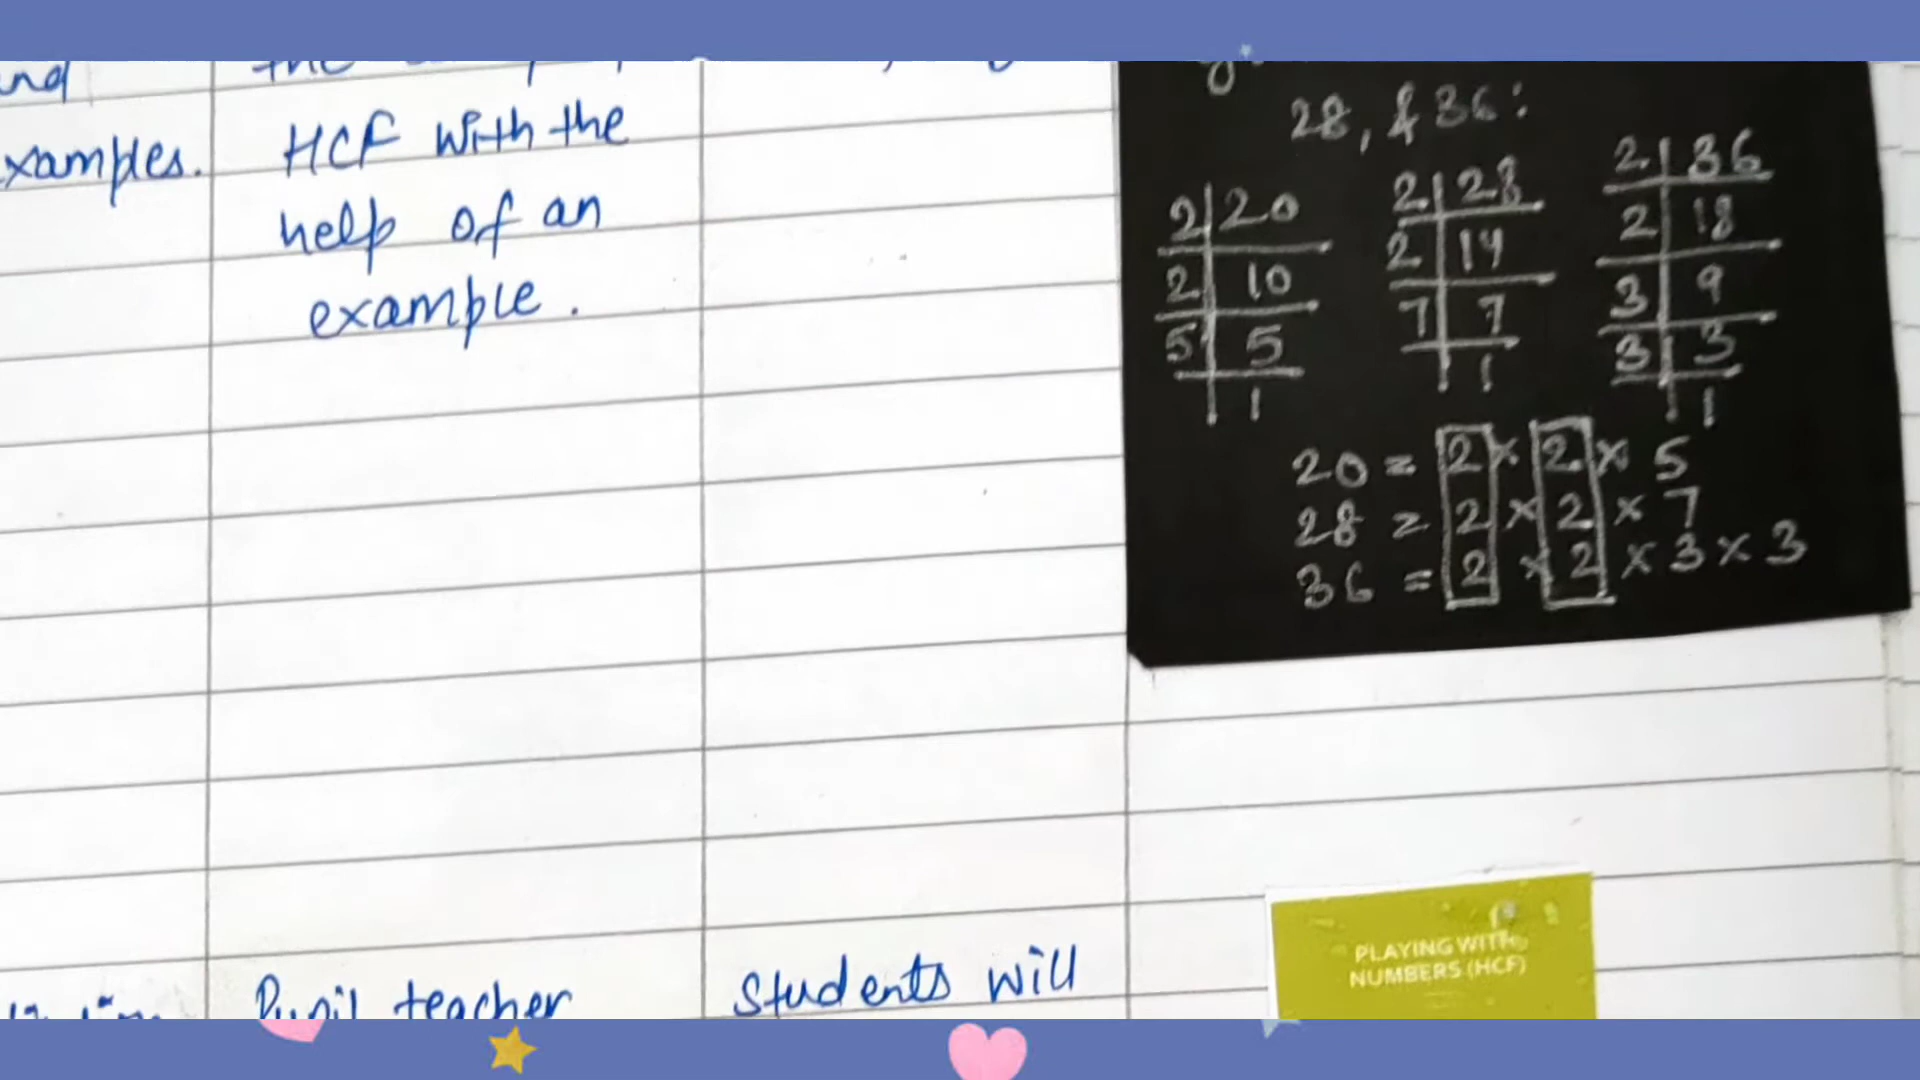 and
examples.
HCF with the
help of an
example.
28, & 36:
2 | 20
2 | 10
5 | 5
1
2 | 28
2 | 14
7 | 7
1
2 | 36
2 | 18
3 | 9
3 | 3
1
20 = 2 × 2 × 5
28 = 2 × 2 × 7
36 = 2 × 2 × 3 × 3
PLAYING WITH
NUMBERS (HCF)
Pupil teacher
Students will